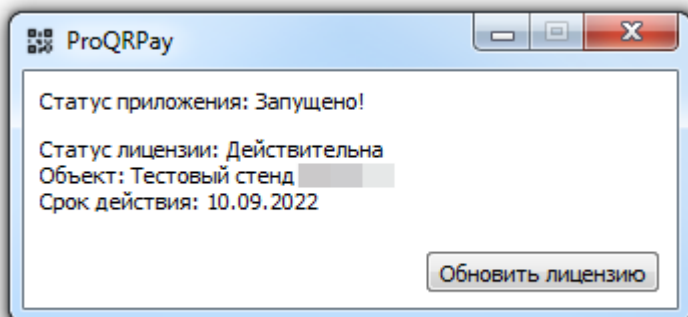 ProQRPay
Статус приложения: Запущено!
Статус лицензии: Действительна
Объект: Тестовый стенд
Срок действия: 10.09.2022
Обновить лицензию